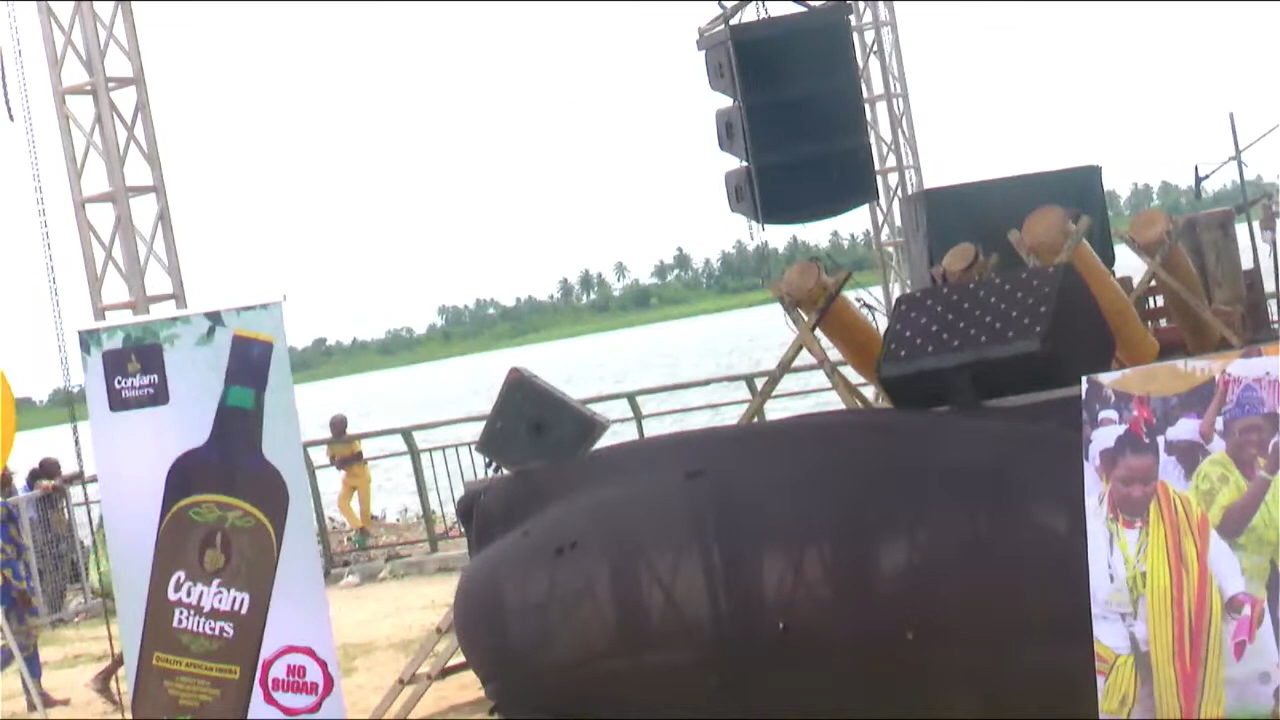 Confam
Bitters
Confam
Bitters
QUALITY AFRICAN HERBS
NO
SUGAR